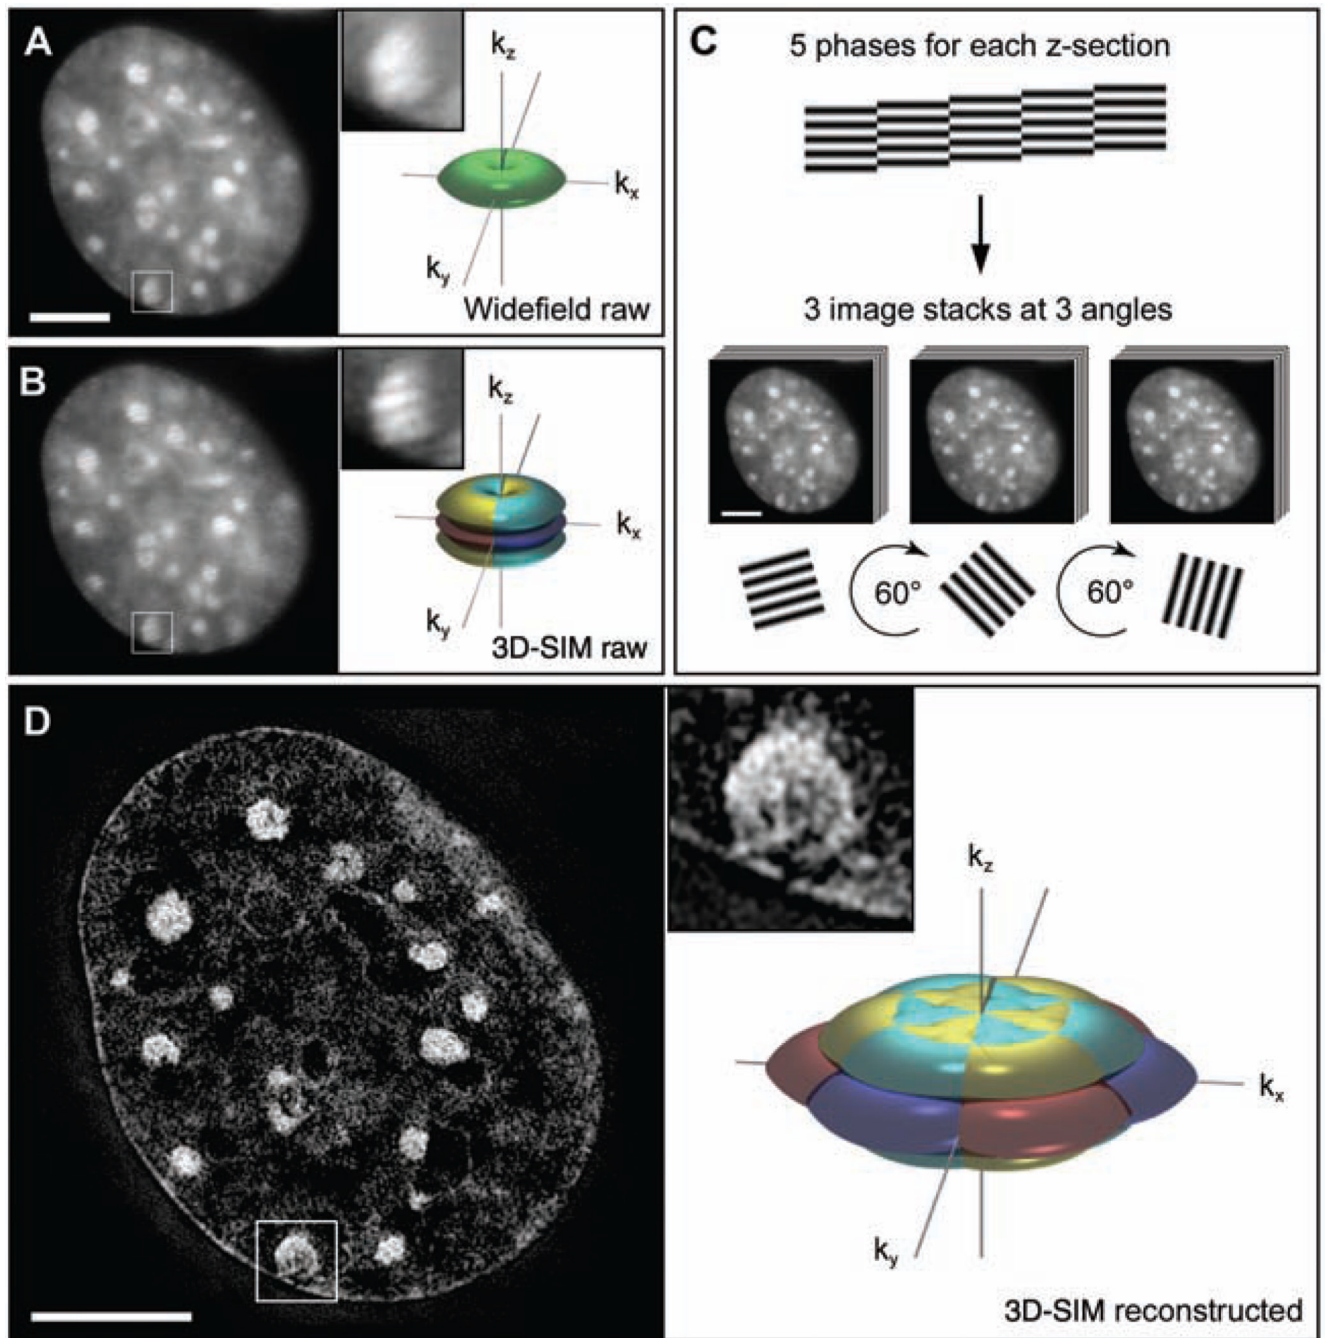 A
k_z
k_x
k_y
Widefield raw
B
k_z
k_x
k_y
3D-SIM raw
C
5 phases for each z-section
3 image stacks at 3 angles
60°
60°
D
k_z
k_x
k_y
3D-SIM reconstructed